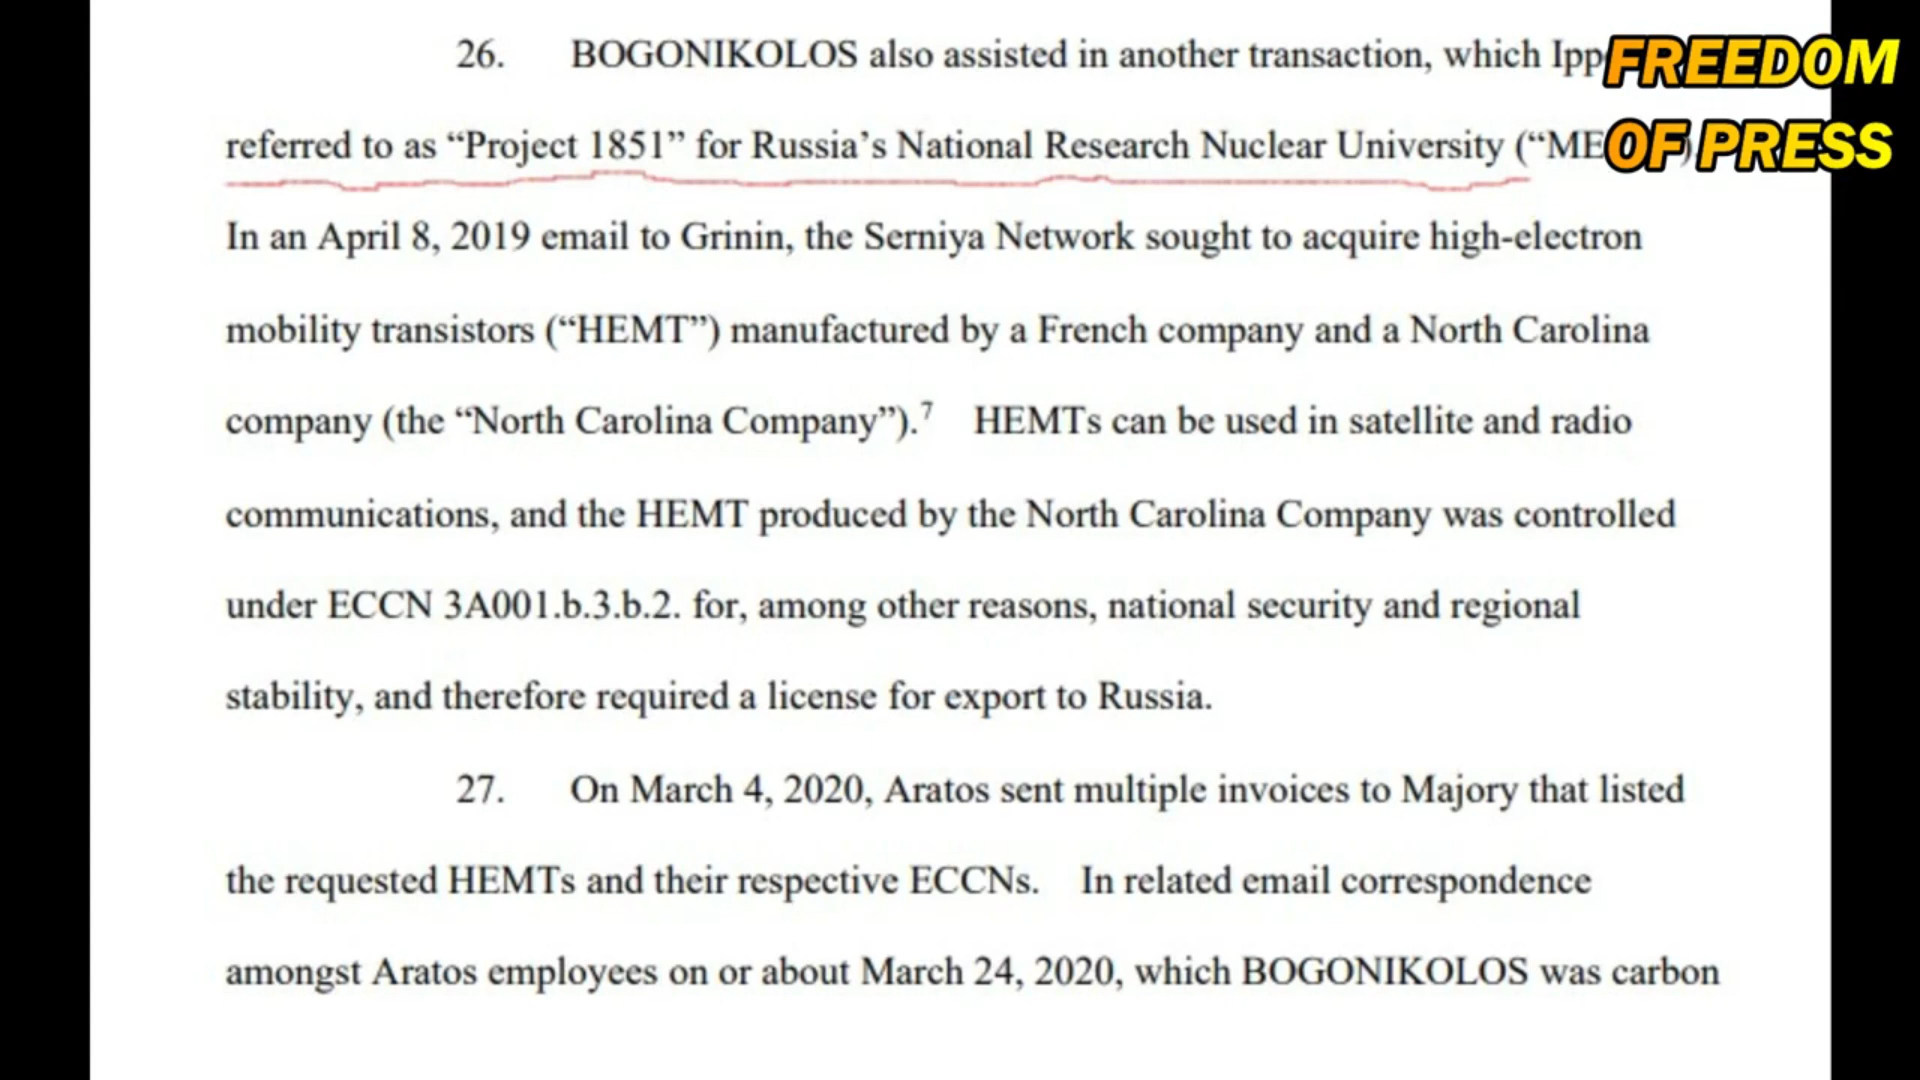 26. BOGONIKOLOS also assisted in another transaction, which
FREEDOM
referred to as “Project 1851” for Russia’s National Research Nuclear University
OF PRESS
In an April 8, 2019 email to Grinin, the Serniya Network sought to acquire high-electron
mobility transistors (“HEMT”) manufactured by a French company and a North Carolina
company (the “North Carolina Company”).7 HEMTs can be used in satellite and radio
communications, and the HEMT produced by the North Carolina Company was controlled
under ECCN 3A001.b.3.b.2. for, among other reasons, national security and regional
stability, and therefore required a license for export to Russia.
27. On March 4, 2020, Aratos sent multiple invoices to Majory that listed
the requested HEMTs and their respective ECCNs. In related email correspondence
amongst Aratos employees on or about March 24, 2020, which BOGONIKOLOS was carbon